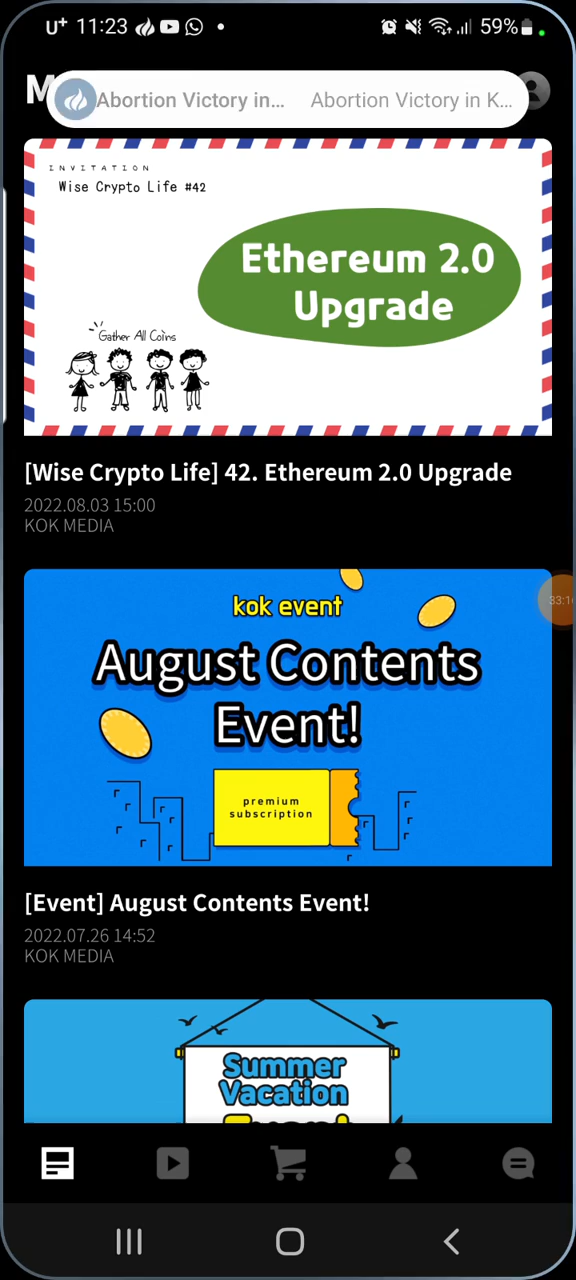 U+ 11:23 59%
M
Abortion Victory in... Abortion Victory in K...
INVITATION
Wise Crypto Life #42
Ethereum 2.0
Upgrade
Gather All Coins
[Wise Crypto Life] 42. Ethereum 2.0 Upgrade
2022.08.03 15:00
KOK MEDIA
33:1
kok event
August Contents
Event!
premium
subscription
[Event] August Contents Event!
2022.07.26 14:52
KOK MEDIA
Summer
Vacation